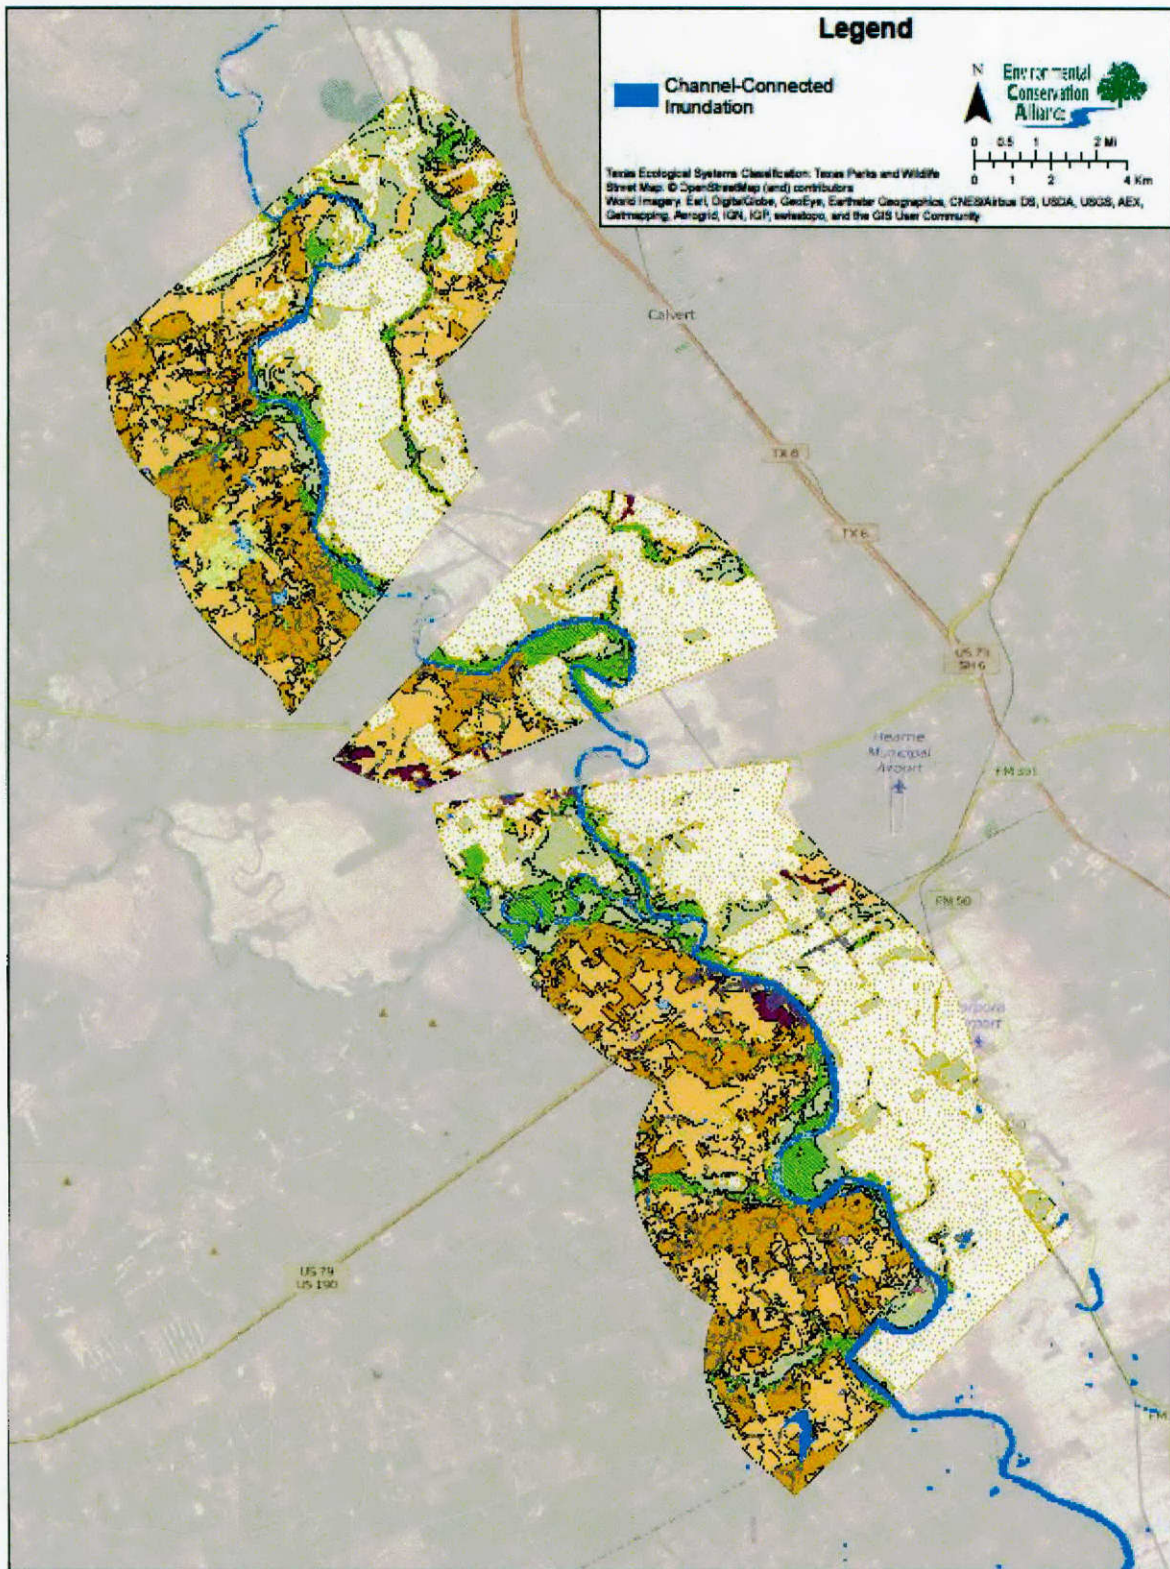 Legend
Channel-Connected
Inundation
N
Environmental
Conservation
Alliance
0 0.5 1 2 Mi
0 1 2 4 Km
Texas Ecological Systems Classification: Texas Parks and Wildlife
Street Map: © OpenStreetMap (and) contributors
World Imagery: Esri, DigitalGlobe, GeoEye, Earthstar Geographics, CNES/Airbus DS, USDA, USGS, AEX,
Getmapping, Aerogrid, IGN, IGP, swisstopo, and the GIS User Community
Calvert
TX 6
TX 6
US 79
SH 6
Hearne
Municipal
Airport
FM 391
FM 50
orpora
irport
US 79
US 190
FM